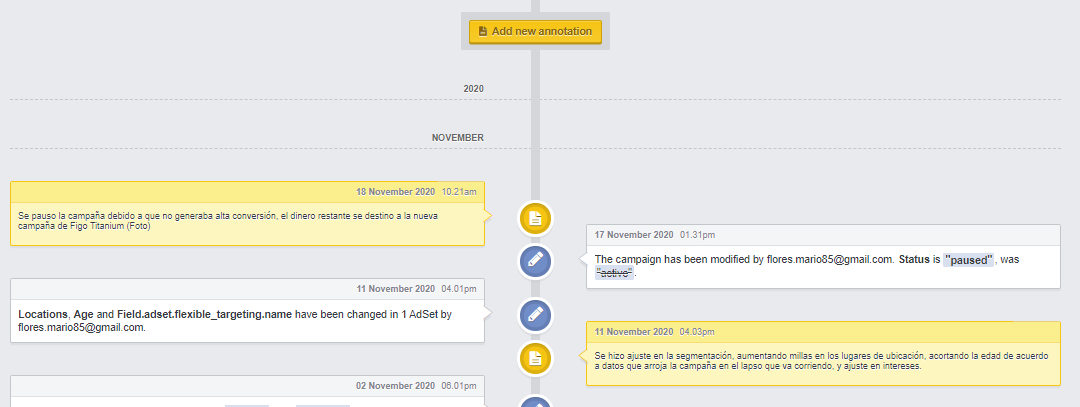 Add new annotation
2020
NOVEMBER
18 November 2020 10.21am
Se pauso la campaña debido a que no generaba alta conversión, el dinero restante se destino a la nueva
campaña de Figo Titanium (Foto)
17 November 2020 01.31pm
The campaign has been modified by flores.mario85@gmail.com. Status is "paused", was
"active".
11 November 2020 04.01pm
Locations, Age and Field.adset.flexible_targeting.name have been changed in 1 AdSet by
flores.mario85@gmail.com.
11 November 2020 04.03pm
Se hizo ajuste en la segmentación, aumentando millas en los lugares de ubicación, acortando la edad de acuerdo
a datos que arroja la campaña en el lapso que va corriendo, y ajuste en intereses.
02 November 2020 06.01pm